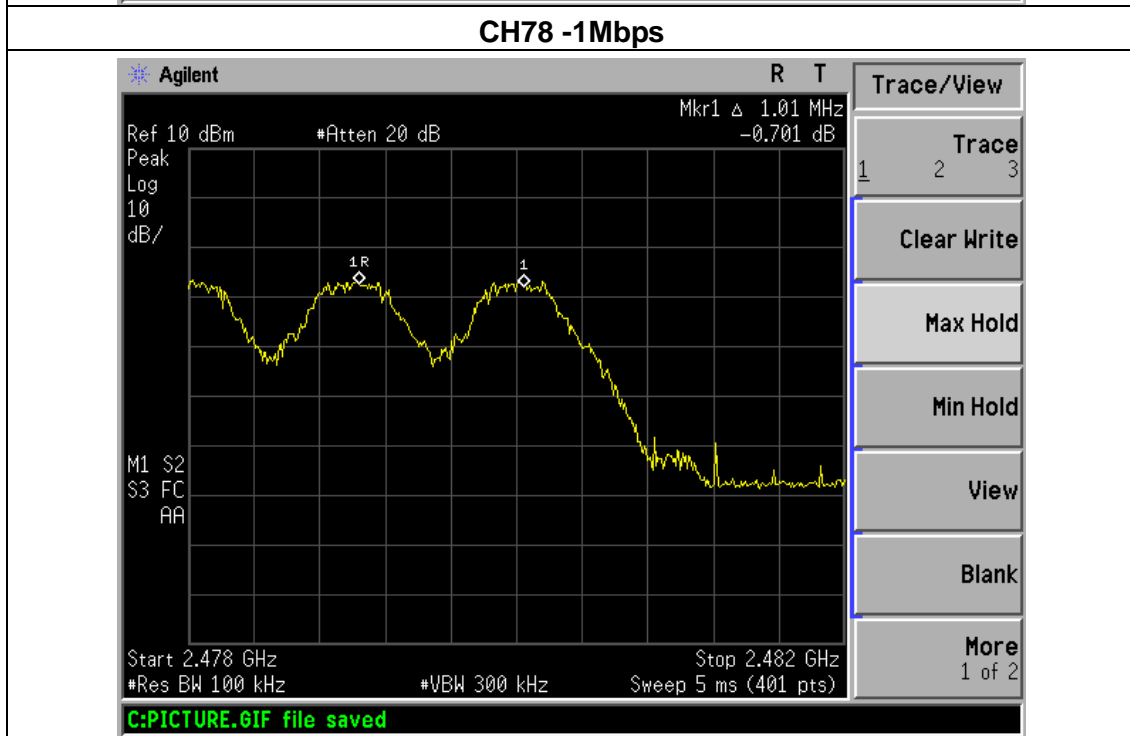 CH78 -1Mbps
Agilent R T
Mkr1 Δ 1.01 MHz
Ref 10 dBm #Atten 20 dB -0.701 dB
Peak
Log
10
dB/
1R
1
M1 S2
S3 FC
AA
Start 2.478 GHz Stop 2.482 GHz
#Res BW 100 kHz #VBW 300 kHz Sweep 5 ms (401 pts)
C:PICTURE.GIF file saved
Trace/View
Trace
1 2 3
Clear Write
Max Hold
Min Hold
View
Blank
More
1 of 2